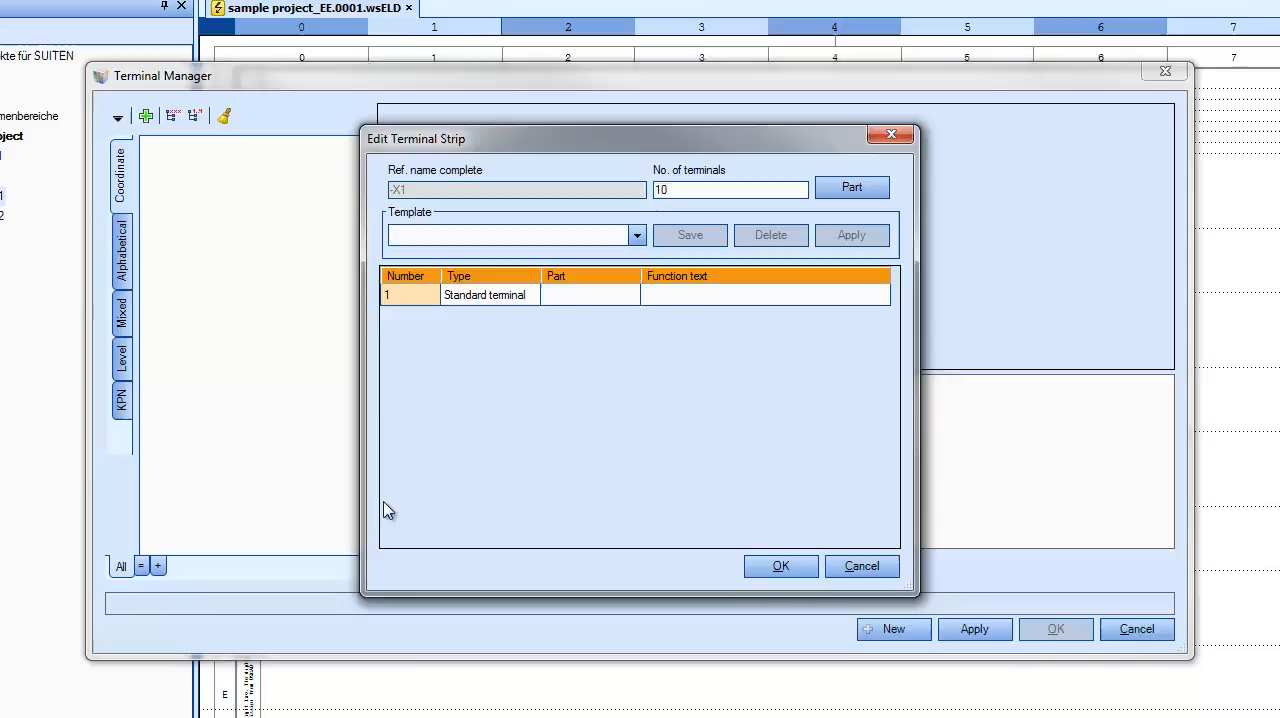 sample project_EE.0001.wsELD ×
0 1 2 3 4 5 6 7
0 1 2 3 4 5 6 7
kte für SUITEN
Terminal Manager
menbereiche
oject
1
2
Edit Terminal Strip
Ref. name complete
No. of terminals
-X1
10
Part
Template
Save
Delete
Apply
Number
Type
Part
Function text
1
Standard terminal
Coordinate
Alphabetical
Mixed
Level
KPN
OK
Cancel
All
=
+
New
Apply
OK
Cancel
E